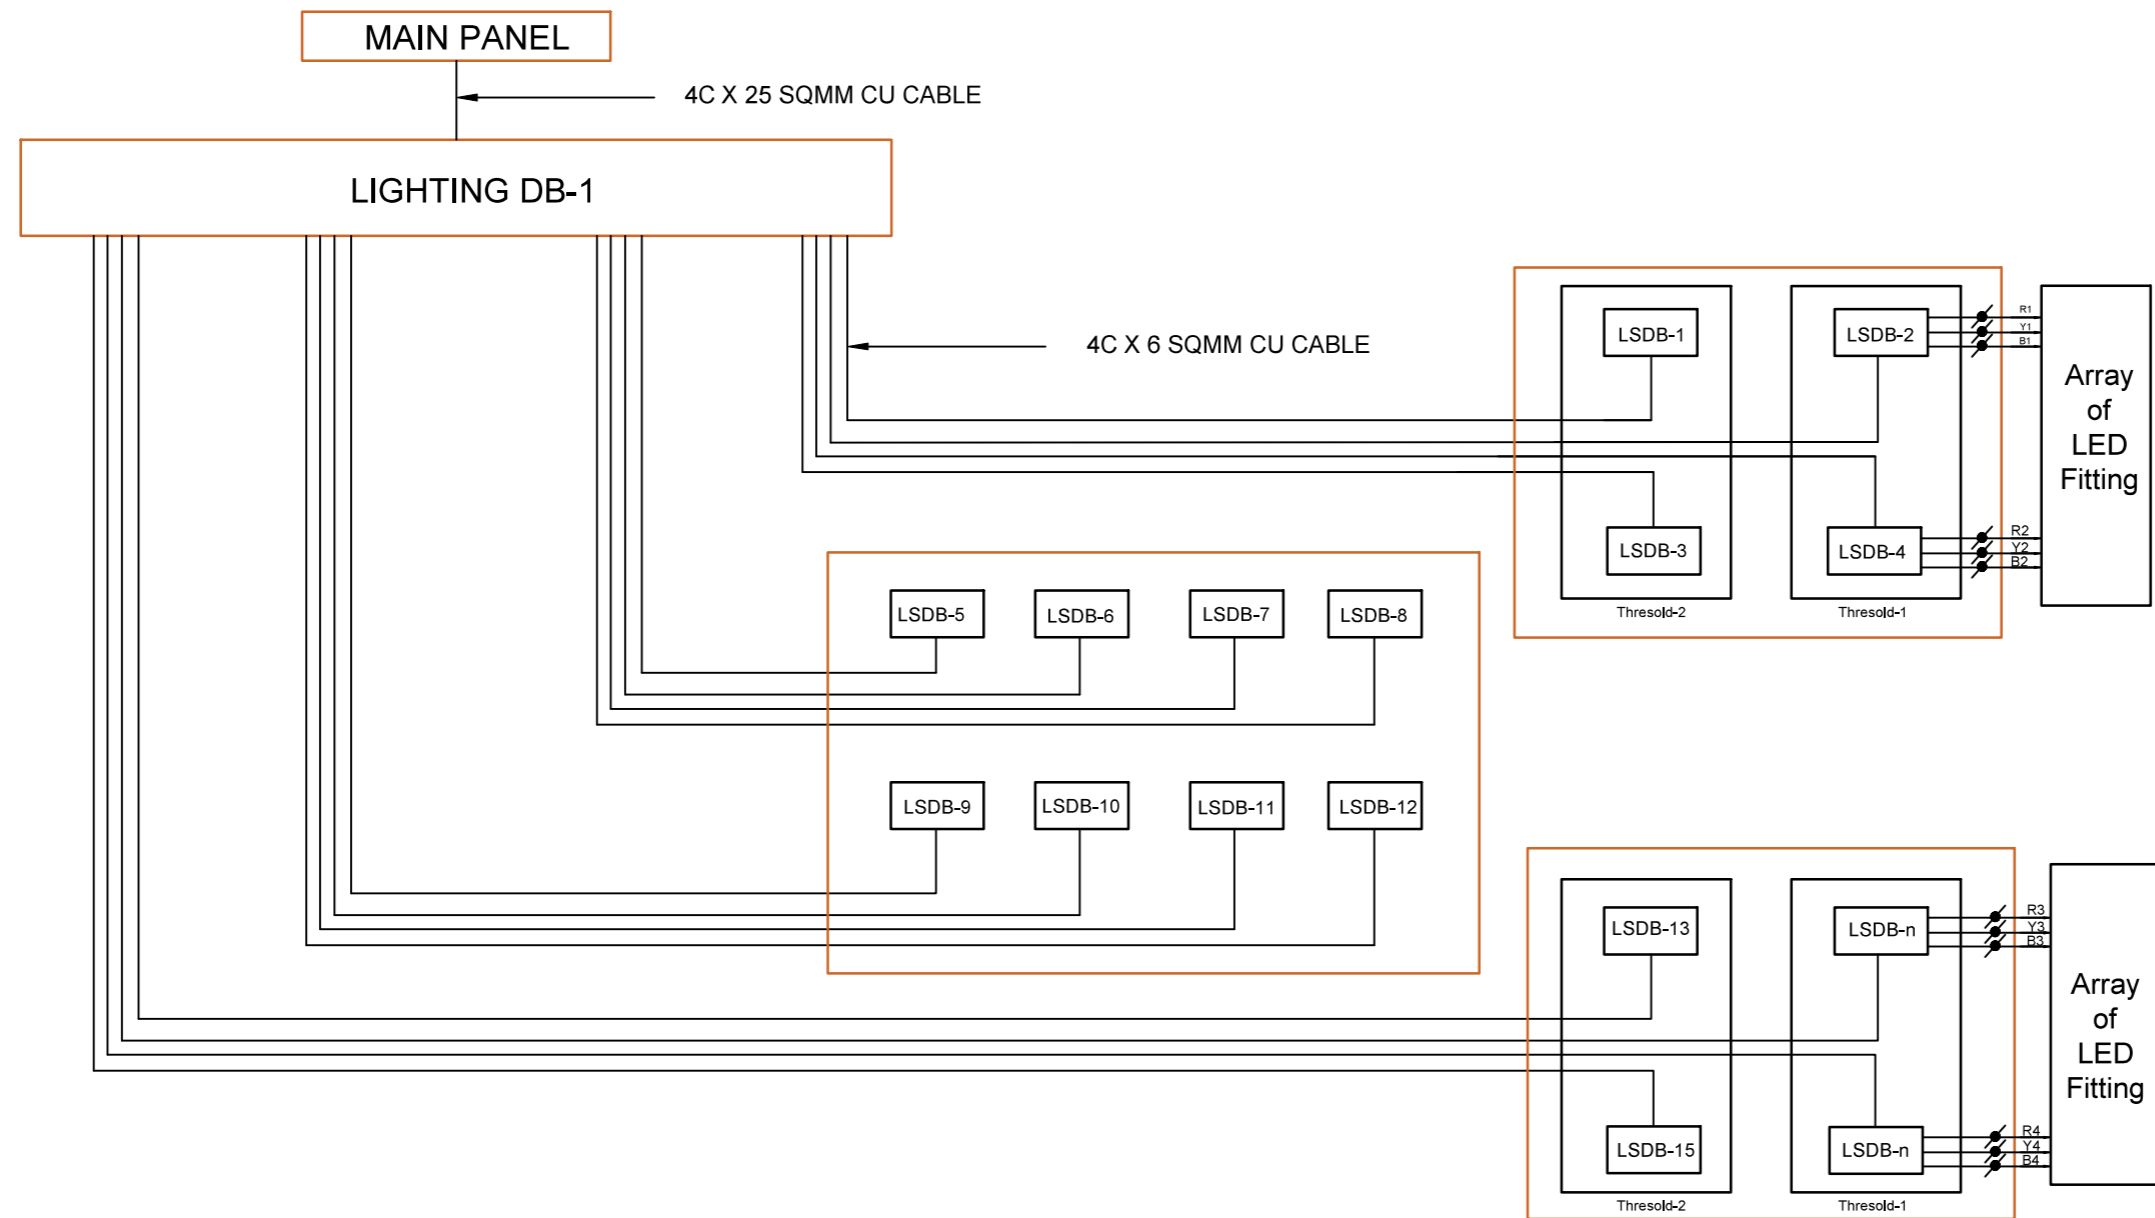 MAIN PANEL
4C X 25 SQMM CU CABLE
LIGHTING DB-1
4C X 6 SQMM CU CABLE
LSDB-1
LSDB-2
R1
Y1
B1
Array
of
LED
Fitting
LSDB-3
LSDB-4
R2
Y2
B2
Thresold-2
Thresold-1
LSDB-5
LSDB-6
LSDB-7
LSDB-8
LSDB-9
LSDB-10
LSDB-11
LSDB-12
LSDB-13
LSDB-n
R3
Y3
B3
Array
of
LED
Fitting
LSDB-15
LSDB-n
R4
Y4
B4
Thresold-2
Thresold-1